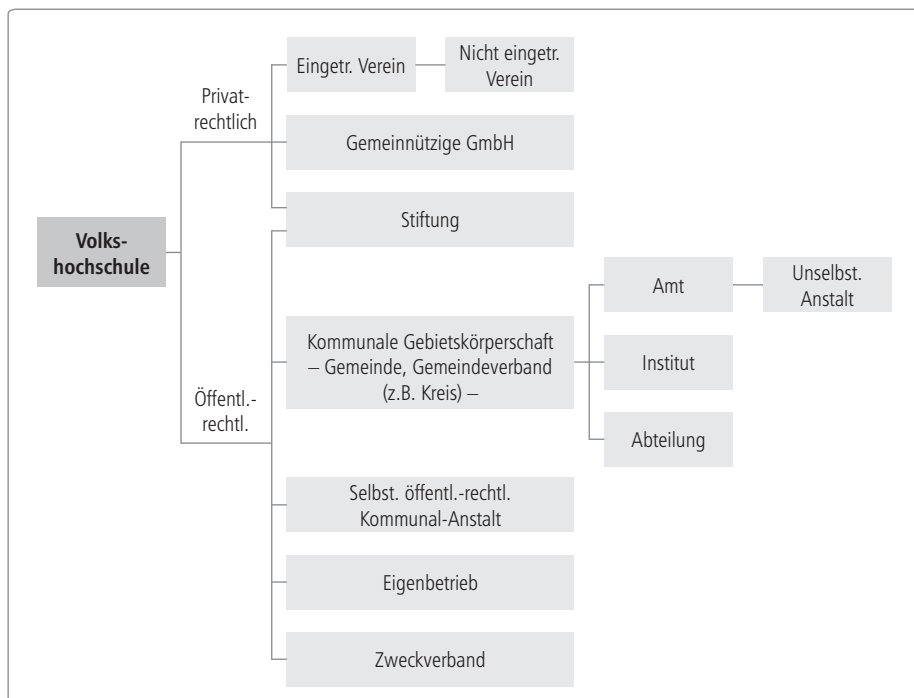 Eingetr. Verein
Nicht eingetr.
Verein
Privat-
rechtlich
Gemeinnützige GmbH
Stiftung
Volks-
hochschule
Amt
Unselbst.
Anstalt
Kommunale Gebietskörperschaft
– Gemeinde, Gemeindeverband
(z.B. Kreis) –
Institut
Öffentl.-
rechtl.
Abteilung
Selbst. öffentl.-rechtl.
Kommunal-Anstalt
Eigenbetrieb
Zweckverband